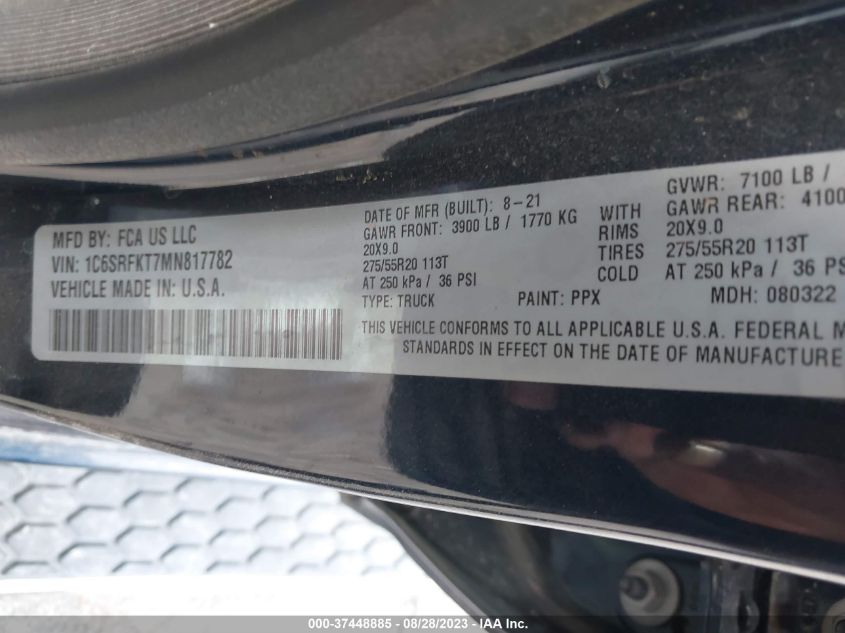 MFD BY: FCA US LLC
VIN: 1C6SRFKT7MN817782
VEHICLE MADE IN: U.S.A.
DATE OF MFR (BUILT): 8-21
GAWR FRONT: 3900 LB / 1770 KG
20X9.0
275/55R20 113T
AT 250 kPa / 36 PSI
TYPE: TRUCK
PAINT: PPX
WITH
RIMS
TIRES
COLD
GVWR: 7100 LB /
GAWR REAR: 4100
20X9.0
275/55R20 113T
AT 250 kPa / 36 PSI
MDH: 080322
THIS VEHICLE CONFORMS TO ALL APPLICABLE U.S.A. FEDERAL M
STANDARDS IN EFFECT ON THE DATE OF MANUFACTURE
000-37448885 - 08/28/2023 - IAA Inc.